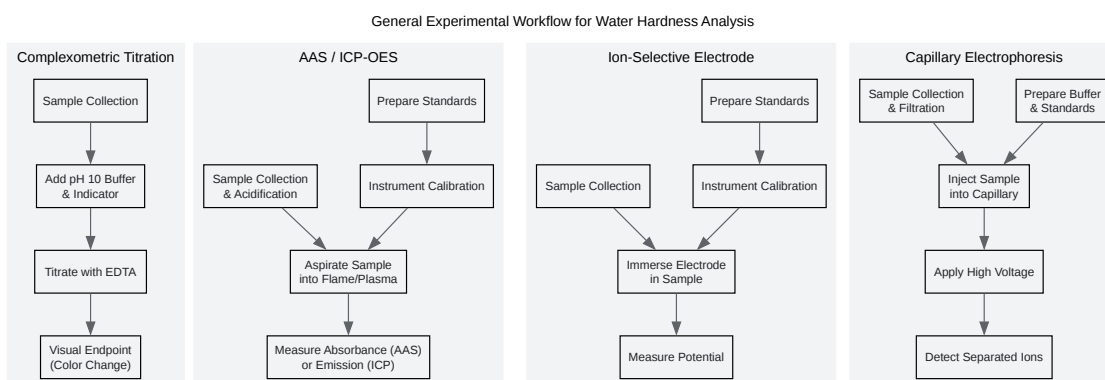 General Experimental Workflow for Water Hardness Analysis
Complexometric Titration
Sample Collection
Add pH 10 Buffer
& Indicator
Titrate with EDTA
Visual Endpoint
(Color Change)
AAS / ICP-OES
Prepare Standards
Sample Collection
& Acidification
Instrument Calibration
Aspirate Sample
into Flame/Plasma
Measure Absorbance (AAS)
or Emission (ICP)
Ion-Selective Electrode
Prepare Standards
Sample Collection
Instrument Calibration
Immerse Electrode
in Sample
Measure Potential
Capillary Electrophoresis
Sample Collection
& Filtration
Prepare Buffer
& Standards
Inject Sample
into Capillary
Apply High Voltage
Detect Separated Ions